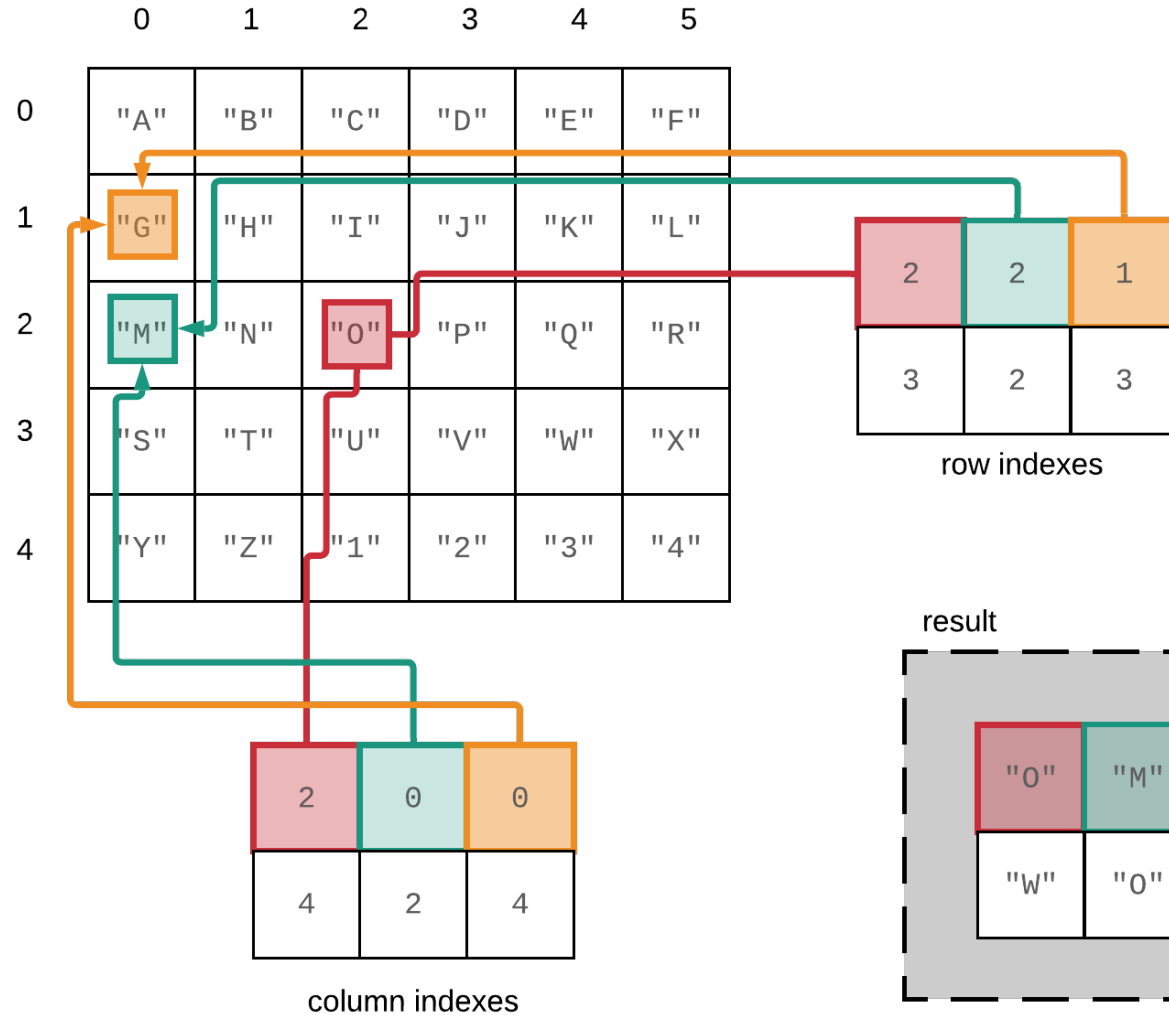 0 1 2 3 4 5
0 "A" "B" "C" "D" "E" "F"
1 "G" "H" "I" "J" "K" "L"
2 "M" "N" "O" "P" "Q" "R"
3 "S" "T" "U" "V" "W" "X"
4 "Y" "Z" "1" "2" "3" "4"
2 2 1
3 2 3
row indexes
result
"O" "M"
"W" "O"
2 0 0
4 2 4
column indexes